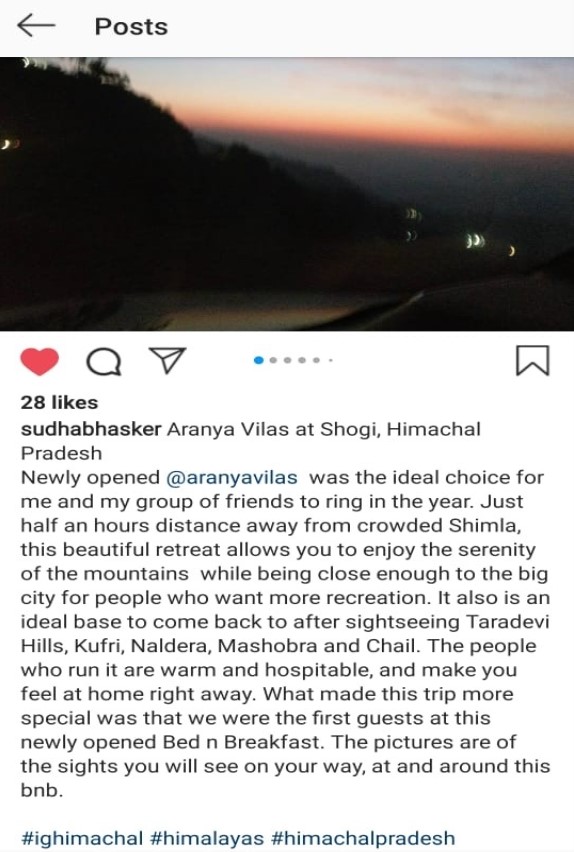 Posts
28 likes
sudhabhasker Aranya Vilas at Shogi, Himachal
Pradesh
Newly opened @aranyavilas was the ideal choice for
me and my group of friends to ring in the year. Just
half an hours distance away from crowded Shimla,
this beautiful retreat allows you to enjoy the serenity
of the mountains while being close enough to the big
city for people who want more recreation. It also is an
ideal base to come back to after sightseeing Taradevi
Hills, Kufri, Naldera, Mashobra and Chail. The people
who run it are warm and hospitable, and make you
feel at home right away. What made this trip more
special was that we were the first guests at this
newly opened Bed n Breakfast. The pictures are of
the sights you will see on your way, at and around this
bnb.
#ighimachal #himalayas #himachalpradesh